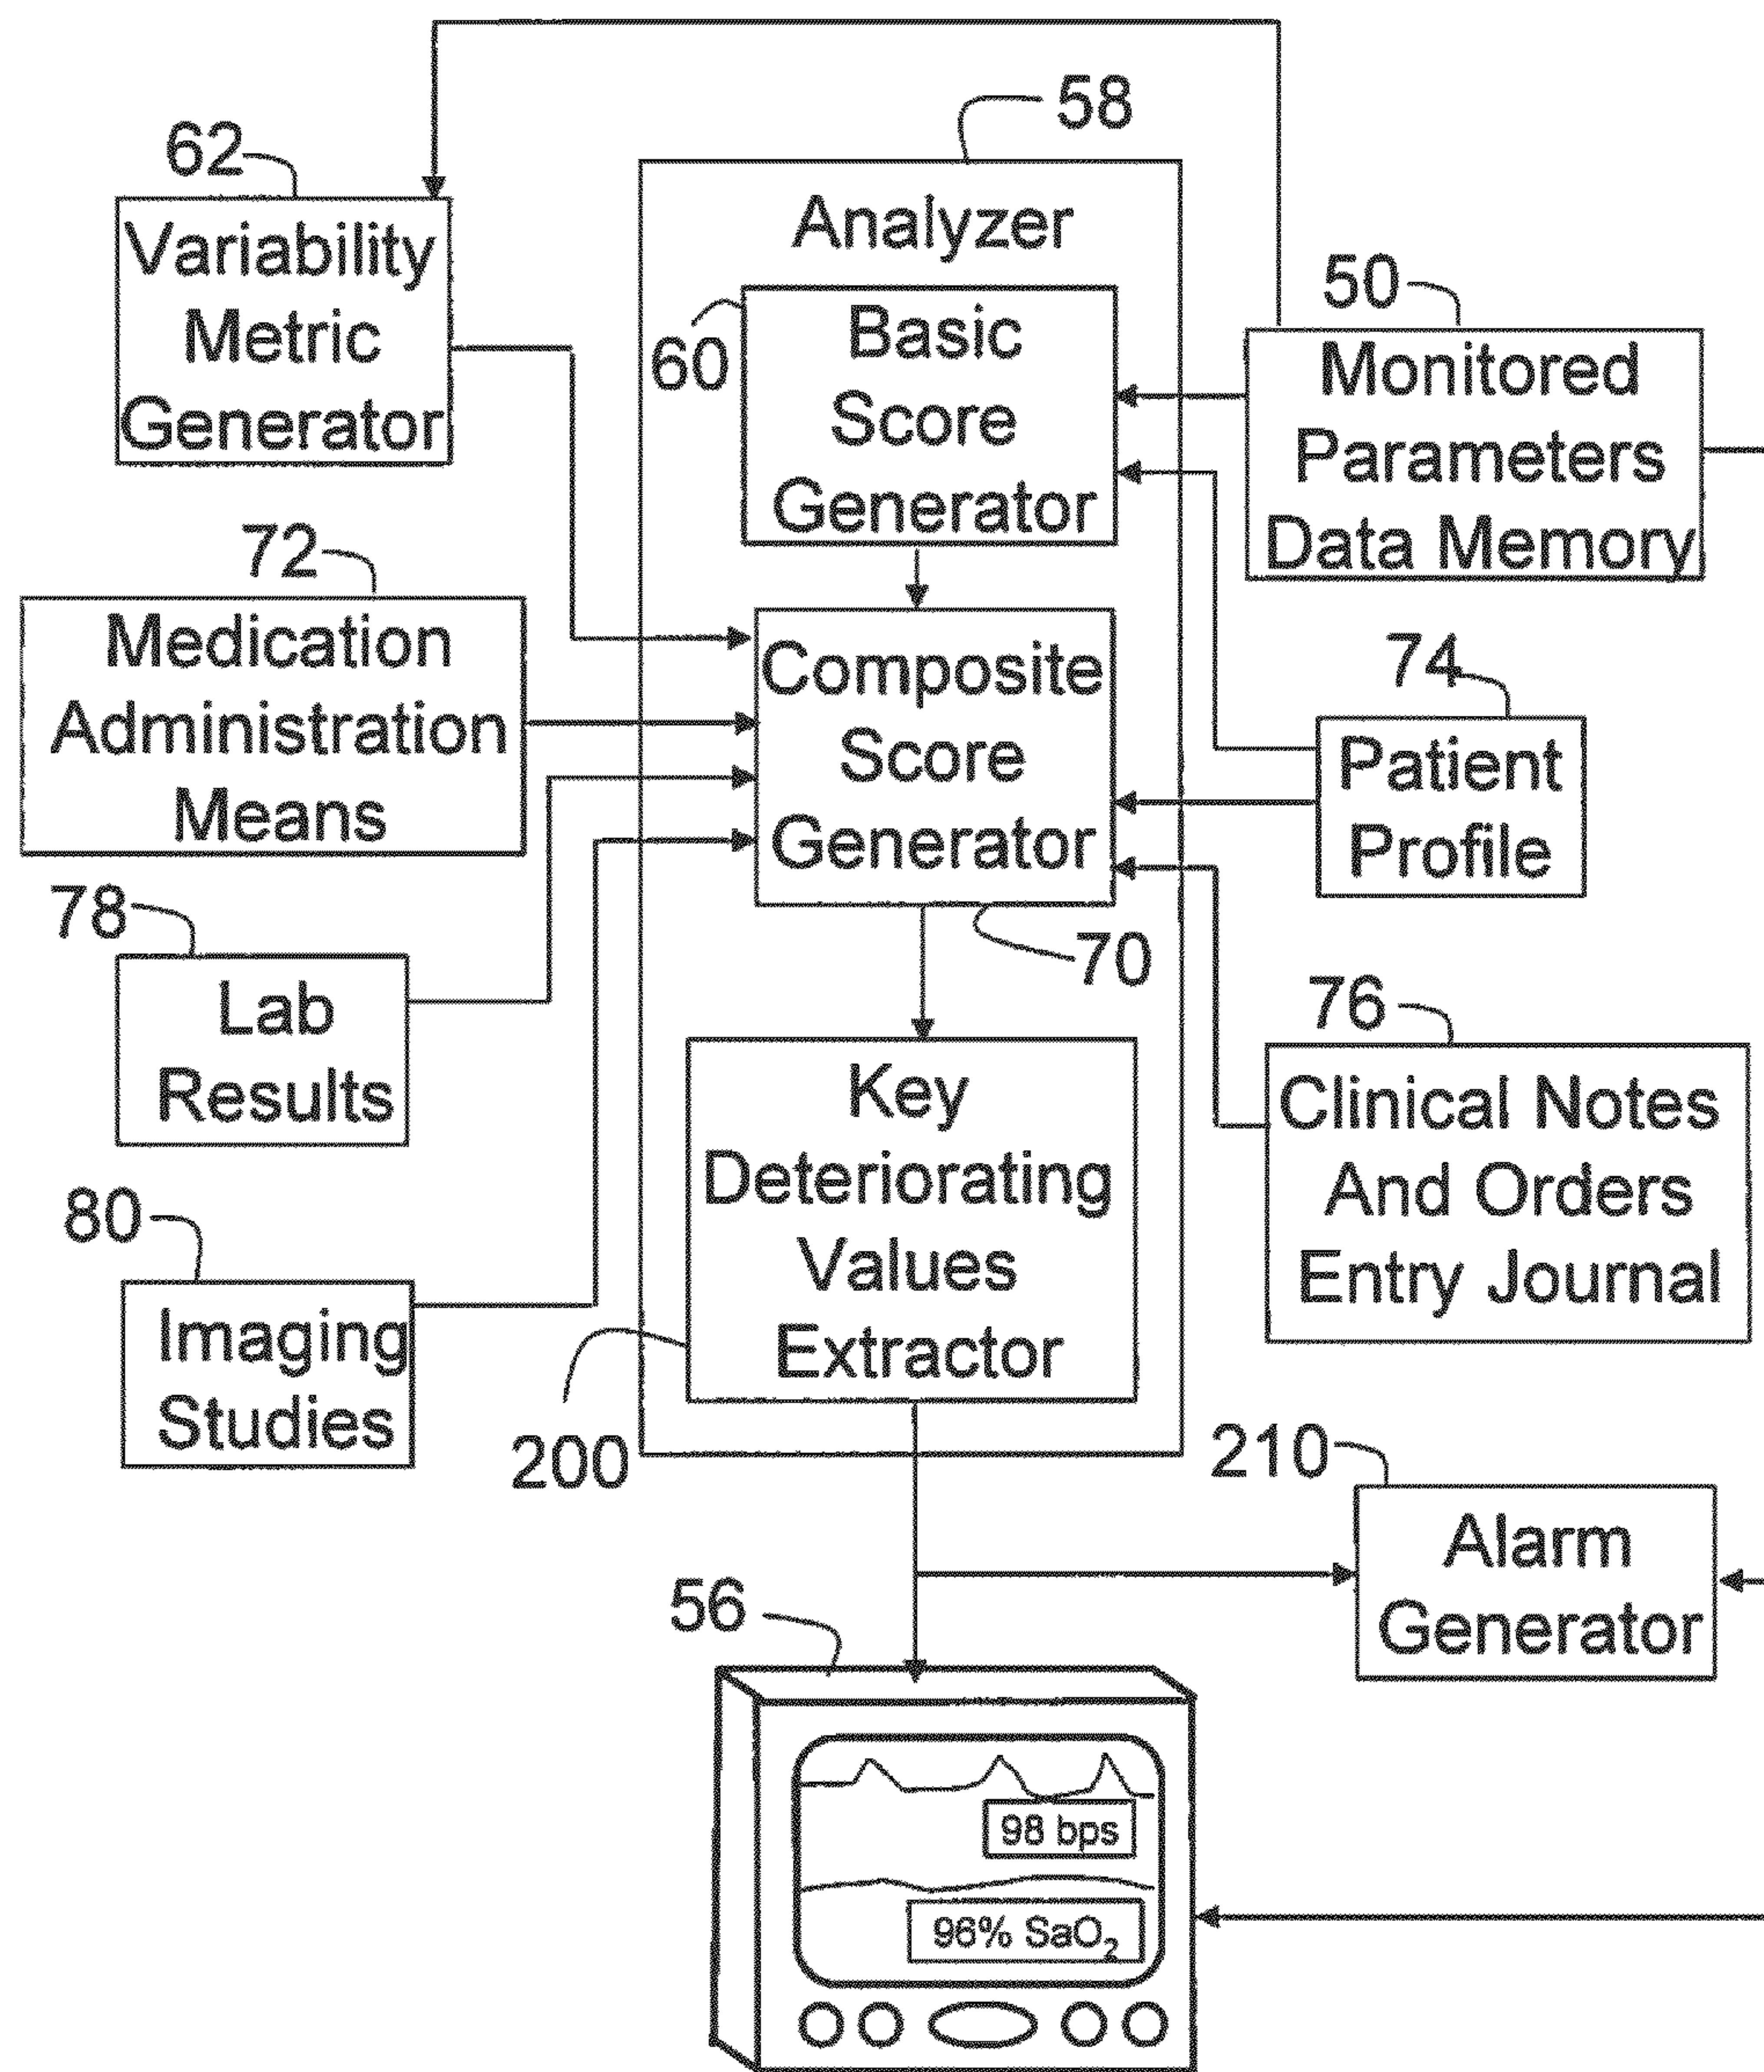 58
62
Variability
Metric
Generator
Analyzer
60
Basic
Score
Generator
50
Monitored
Parameters
Data Memory
72
Medication
Administration
Means
Composite
Score
Generator
70
74
Patient
Profile
78
Lab
Results
76
Clinical Notes
And Orders
Entry Journal
80
Imaging
Studies
Key
Deteriorating
Values
Extractor
200
210
Alarm
Generator
56
98 bps
96% SaO₂